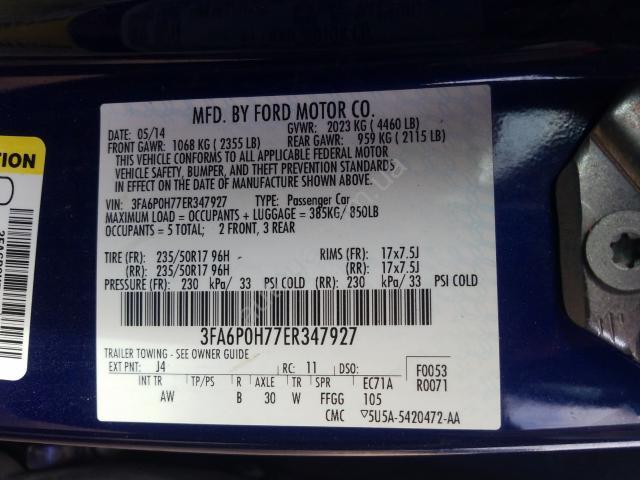 MFD. BY FORD MOTOR CO.
DATE: 05/14 GVWR: 2023 KG ( 4460 LB)
FRONT GAWR: 1068 KG ( 2355 LB) REAR GAWR: 959 KG ( 2115 LB)
THIS VEHICLE CONFORMS TO ALL APPLICABLE FEDERAL MOTOR
VEHICLE SAFETY, BUMPER, AND THEFT PREVENTION STANDARDS
IN EFFECT ON THE DATE OF MANUFACTURE SHOWN ABOVE.
VIN: 3FA6P0H77ER347927 TYPE: Passenger Car
MAXIMUM LOAD = OCCUPANTS + LUGGAGE = 385KG/ 850LB
OCCUPANTS = 5 TOTAL; 2 FRONT, 3 REAR
TIRE (FR): 235/50R17 96H RIMS (FR): 17x7.5J
(RR): 235/50R17 96H (RR): 17x7.5J
PRESSURE (FR): 230 kPa/ 33 PSI COLD (RR): 230 kPa/ 33 PSI COLD
3FA6P0H77ER347927
TRAILER TOWING - SEE OWNER GUIDE
EXT PNT: J4 RC: 11 DSO: F0053
INT TR TP/PS R AXLE TR SPR EC71A R0071
AW B 30 W FFGG 105
CMC 5U5A-5420472-AA